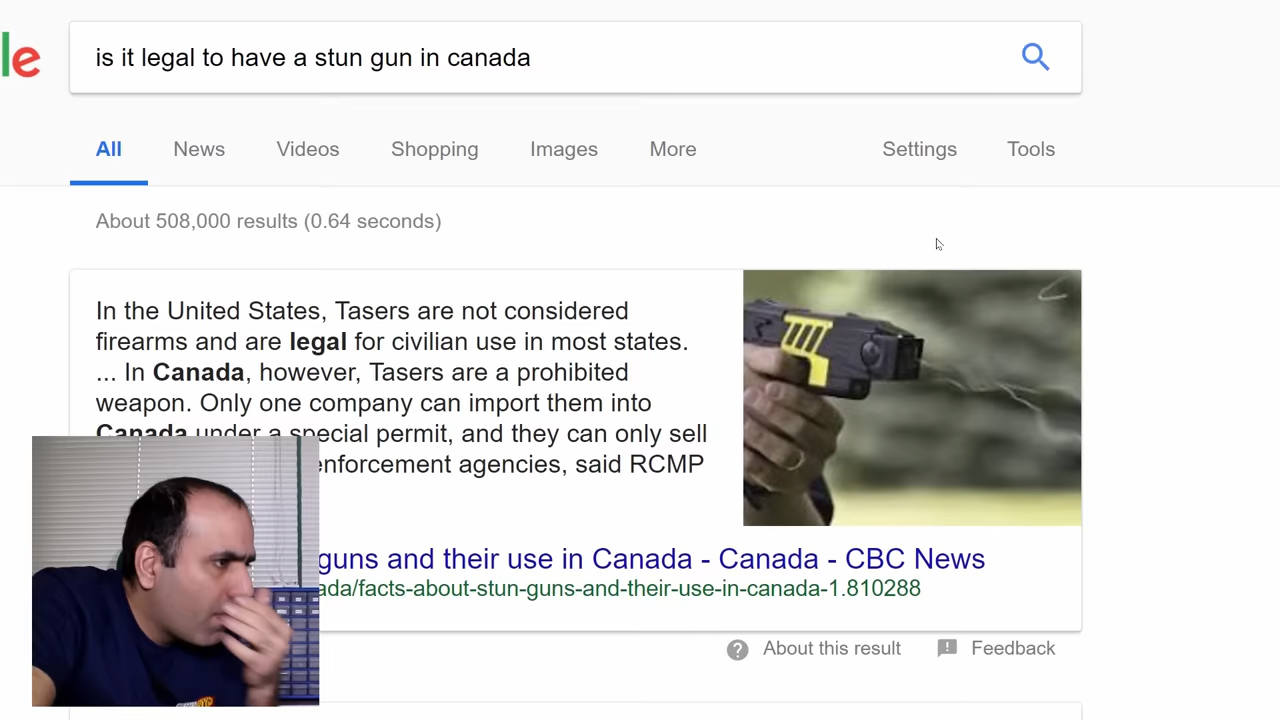 le
is it legal to have a stun gun in canada
All News Videos Shopping Images More Settings Tools
About 508,000 results (0.64 seconds)
In the United States, Tasers are not considered
firearms and are legal for civilian use in most states.
... In Canada, however, Tasers are a prohibited
weapon. Only one company can import them into
Canada under a special permit, and they can only sell
enforcement agencies, said RCMP
guns and their use in Canada - Canada - CBC News
ada/facts-about-stun-guns-and-their-use-in-canada-1.810288
About this result Feedback